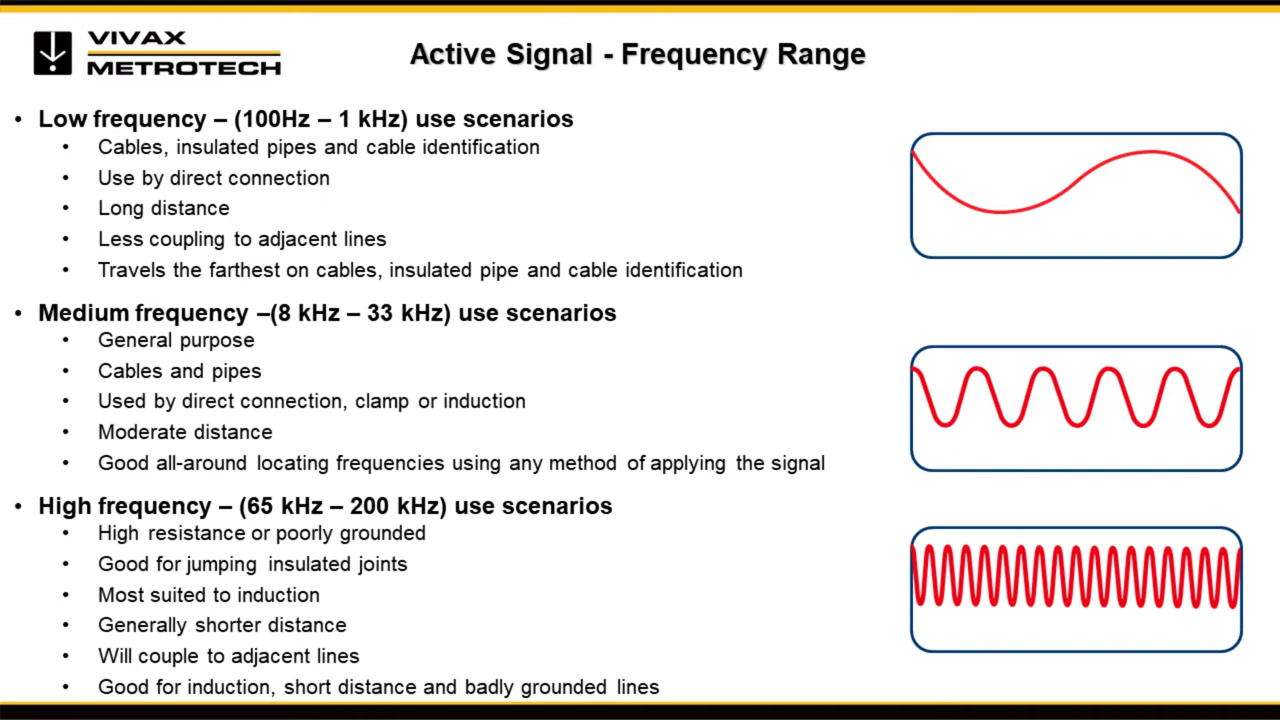 VIVAX
METROTECH
Active Signal - Frequency Range
• Low frequency – (100Hz – 1 kHz) use scenarios
• Cables, insulated pipes and cable identification
• Use by direct connection
• Long distance
• Less coupling to adjacent lines
• Travels the farthest on cables, insulated pipe and cable identification
• Medium frequency –(8 kHz – 33 kHz) use scenarios
• General purpose
• Cables and pipes
• Used by direct connection, clamp or induction
• Moderate distance
• Good all-around locating frequencies using any method of applying the signal
• High frequency – (65 kHz – 200 kHz) use scenarios
• High resistance or poorly grounded
• Good for jumping insulated joints
• Most suited to induction
• Generally shorter distance
• Will couple to adjacent lines
• Good for induction, short distance and badly grounded lines